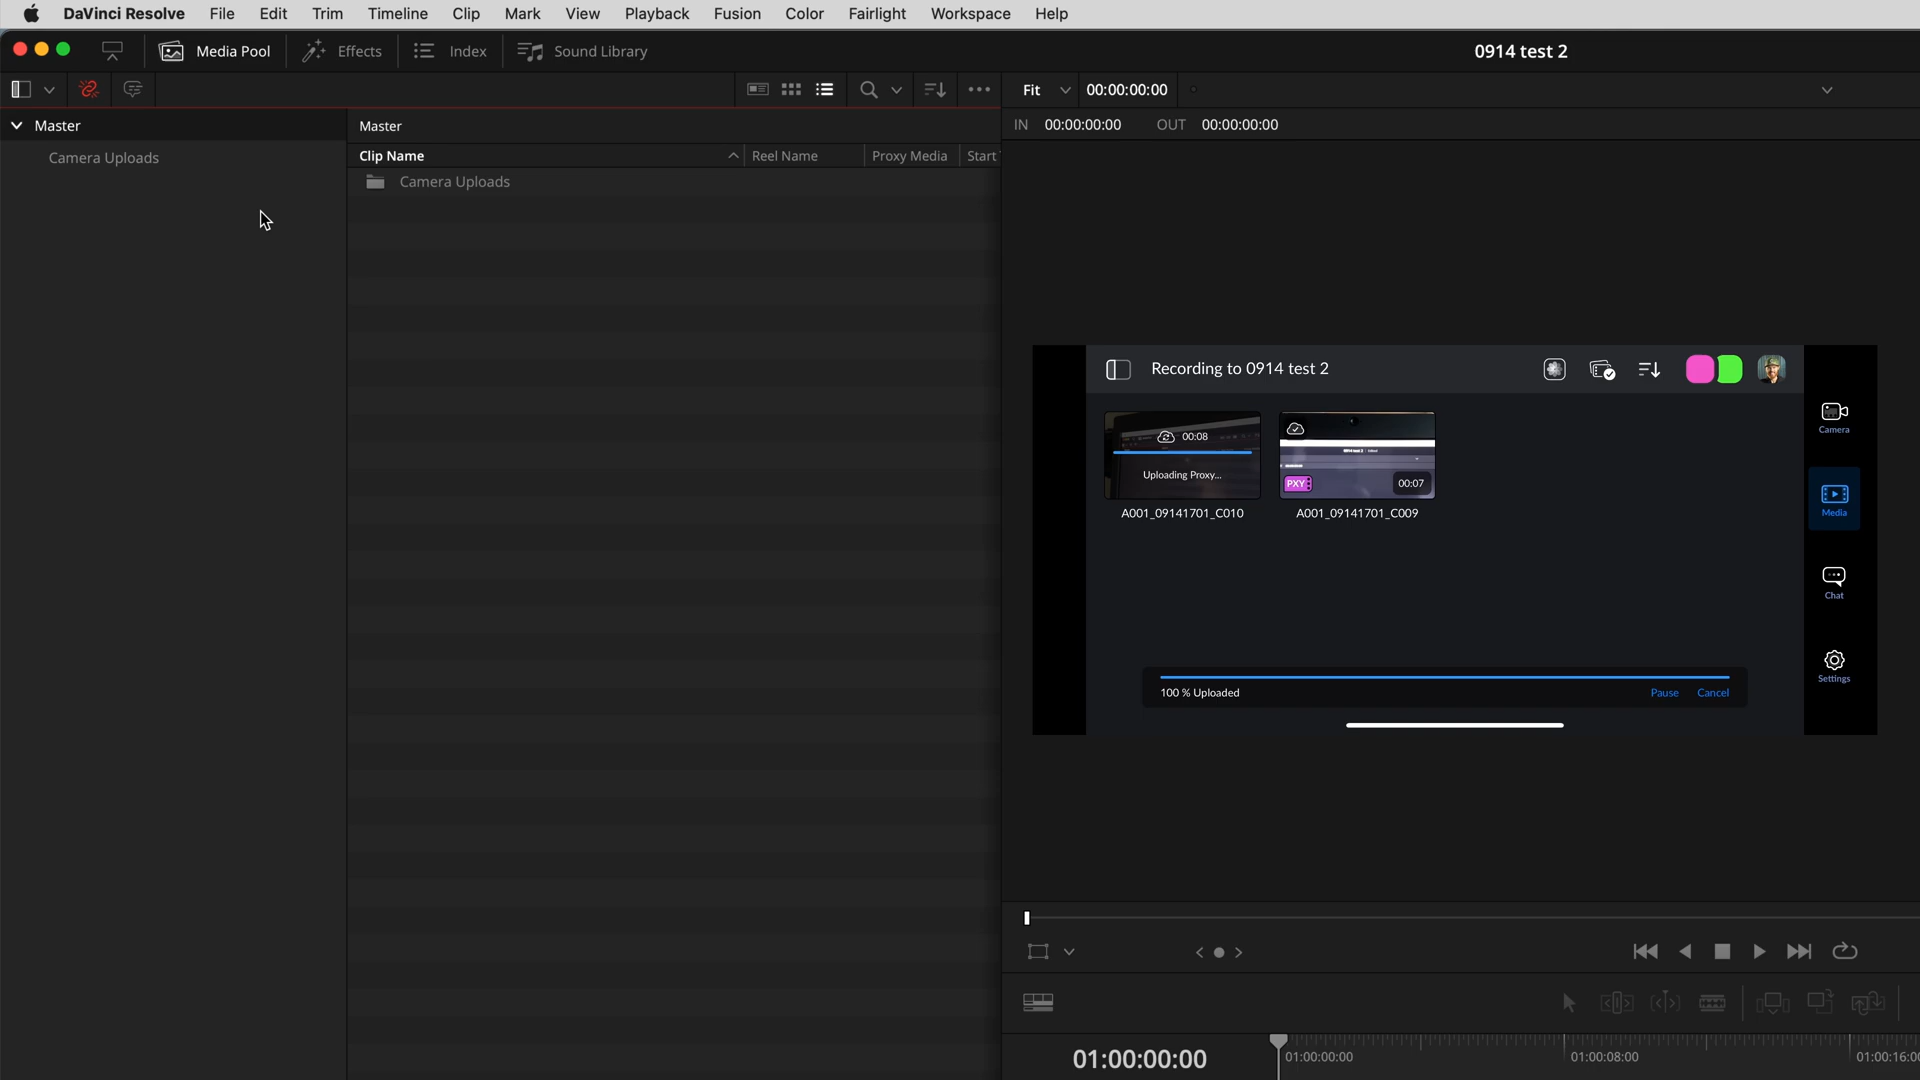 DaVinci Resolve File Edit Trim Timeline Clip Mark View Playback Fusion Color Fairlight Workspace Help
Media Pool Effects Index Sound Library 0914 test 2
Fit 00:00:00:00
Master Master IN 00:00:00:00 OUT 00:00:00:00
Camera Uploads Clip Name Reel Name Proxy Media Start
Camera Uploads
Recording to 0914 test 2
Camera
00:08
Uploading Proxy...
PXY 00:07
A001_09141701_C010 A001_09141701_C009
Media
Chat
Settings
100 % Uploaded Pause Cancel
01:00:00:00 01:00:00:00 01:00:08:00 01:00:16:00